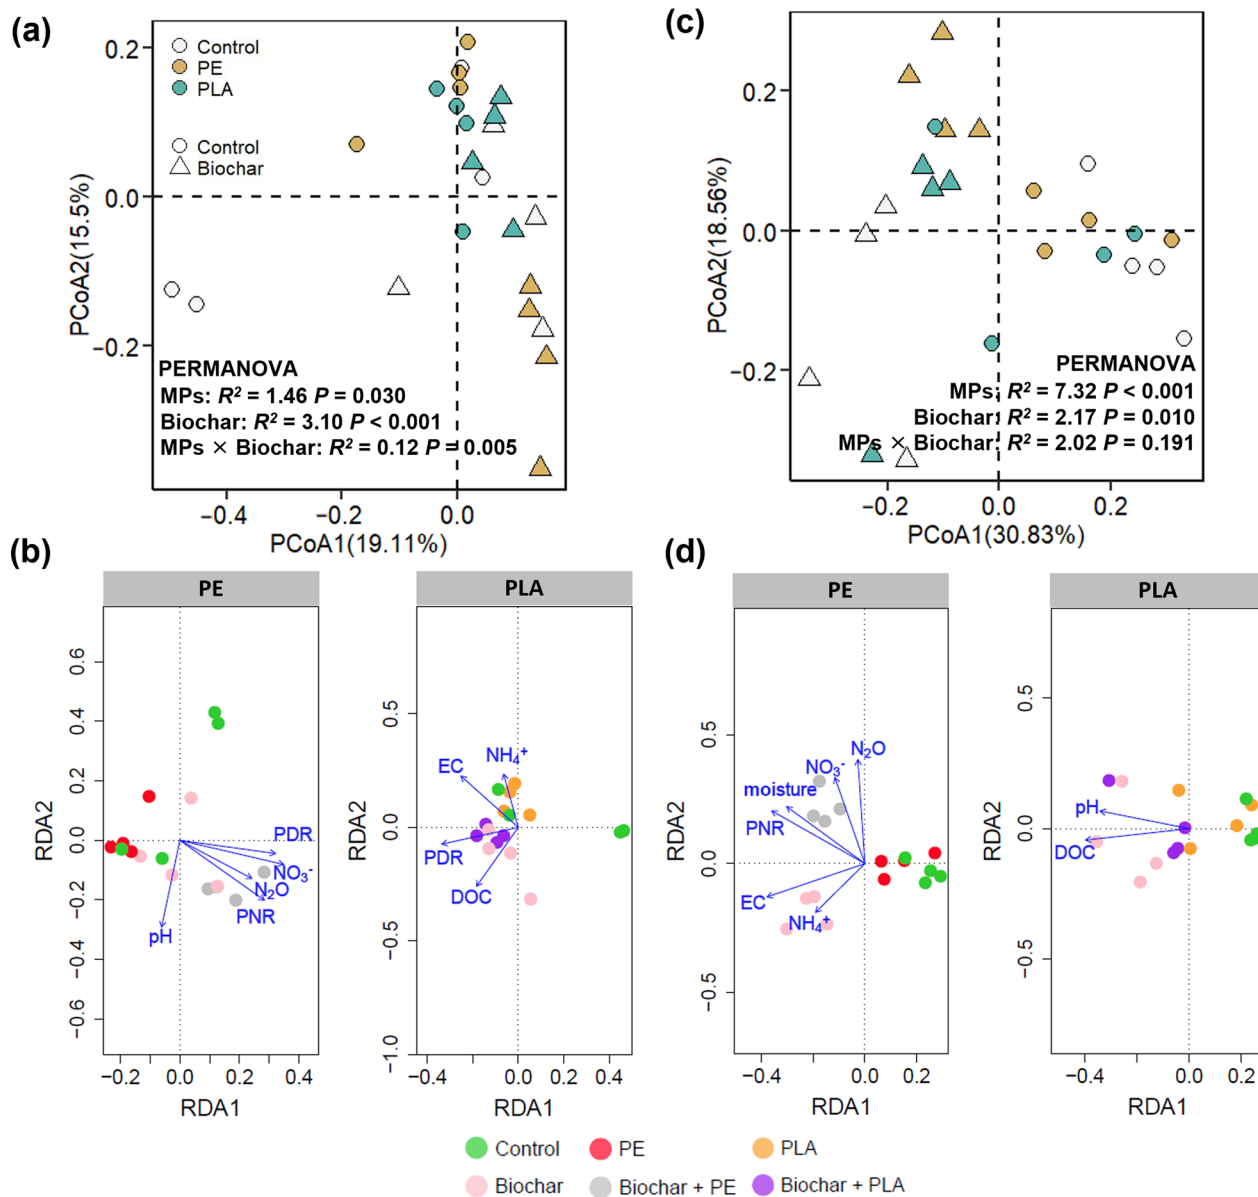 (a)
0.2
0.0
−0.2
PCoA2(15.5%)
Control
PE
PLA
Control
Biochar
PERMANOVA
MPs: R² = 1.46 P = 0.030
Biochar: R² = 3.10 P < 0.001
MPs × Biochar: R² = 0.12 P = 0.005
−0.4 −0.2 0.0
PCoA1(19.11%)
(c)
0.2
0.0
−0.2
PCoA2(18.56%)
PERMANOVA
MPs: R² = 7.32 P < 0.001
Biochar: R² = 2.17 P = 0.010
MPs × Biochar: R² = 2.02 P = 0.191
−0.2 0.0 0.2
PCoA1(30.83%)
(b)
PE
0.6
0.4
0.2
0.0
−0.2
−0.4
−0.6
RDA2
PDR
NO₃⁻
N₂O
PNR
pH
−0.2 0.0 0.2 0.4
RDA1
PLA
0.5
0.0
−0.5
−1.0
RDA2
NH₄⁺
EC
PDR
DOC
−0.4 0.0 0.2 0.4
RDA1
(d)
PE
0.5
0.0
−0.5
RDA2
N₂O
NO₃⁻
moisture
PNR
EC
NH₄⁺
−0.4 0.0 0.2
RDA1
PLA
0.5
0.0
−0.5
RDA2
pH
DOC
−0.4 0.0 0.2
RDA1
Control PE PLA
Biochar Biochar + PE Biochar + PLA